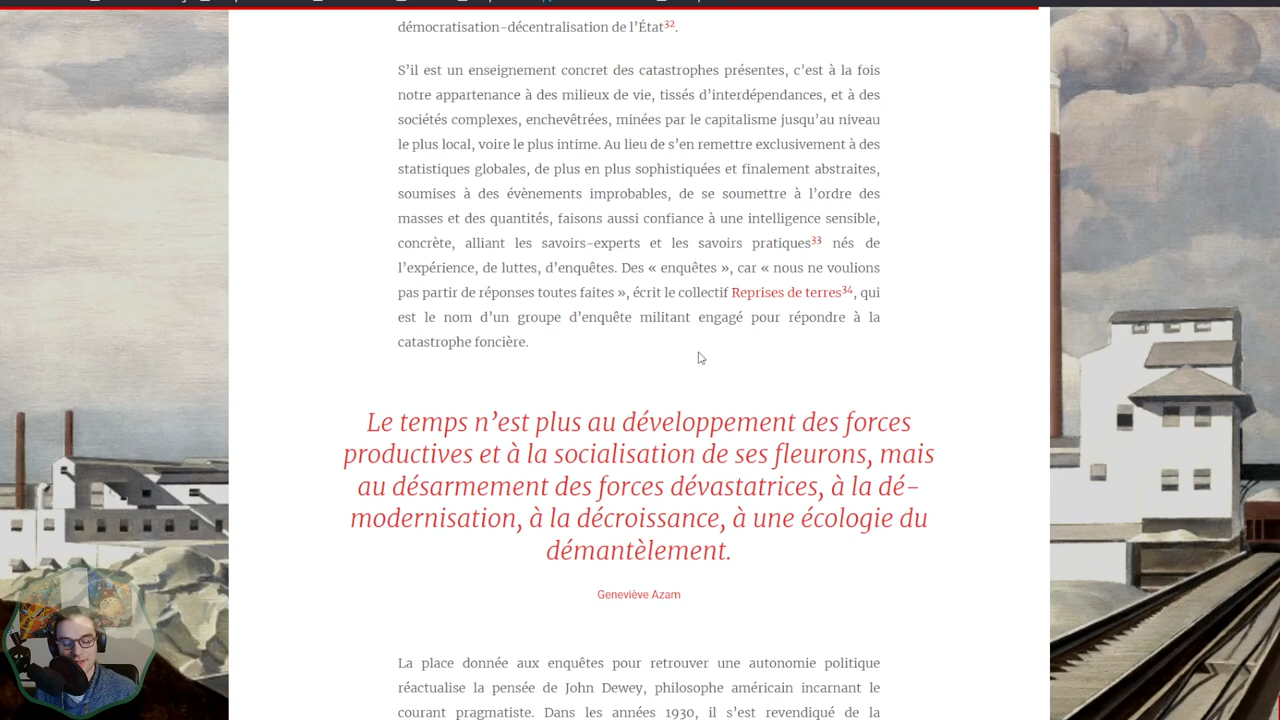 démocratisation-décentralisation de l’État32.
S’il est un enseignement concret des catastrophes présentes, c’est à la fois
notre appartenance à des milieux de vie, tissés d’interdépendances, et à des
sociétés complexes, enchevêtrées, minées par le capitalisme jusqu’au niveau
le plus local, voire le plus intime. Au lieu de s’en remettre exclusivement à des
statistiques globales, de plus en plus sophistiquées et finalement abstraites,
soumises à des évènements improbables, de se soumettre à l’ordre des
masses et des quantités, faisons aussi confiance à une intelligence sensible,
concrète, alliant les savoirs-experts et les savoirs pratiques33 nés de
l’expérience, de luttes, d’enquêtes. Des « enquêtes », car « nous ne voulions
pas partir de réponses toutes faites », écrit le collectif Reprises de terres34, qui
est le nom d’un groupe d’enquête militant engagé pour répondre à la
catastrophe foncière.
Le temps n’est plus au développement des forces
productives et à la socialisation de ses fleurons, mais
au désarmement des forces dévastatrices, à la dé-
modernisation, à la décroissance, à une écologie du
démantèlement.
Geneviève Azam
La place donnée aux enquêtes pour retrouver une autonomie politique
réactualise la pensée de John Dewey, philosophe américain incarnant le
courant pragmatiste. Dans les années 1930, il s’est revendiqué de la